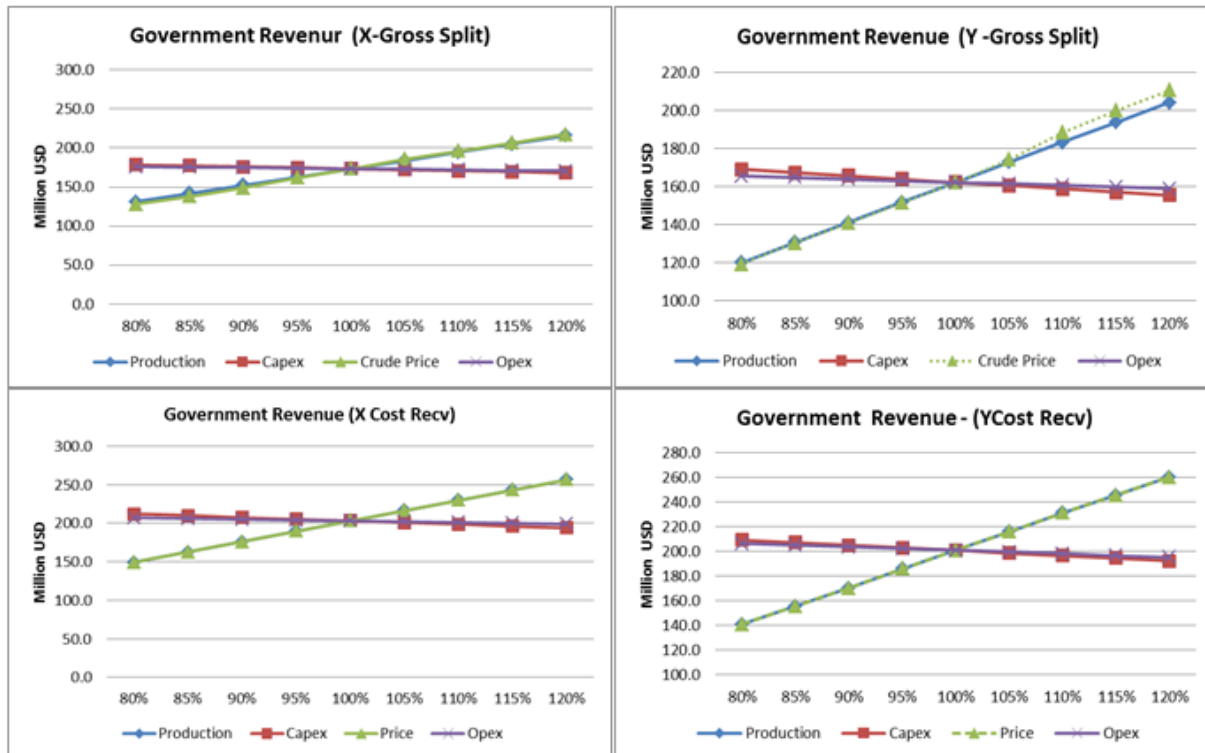 Government Revenur (X-Gross Split)
Million USD
300.0
250.0
200.0
150.0
100.0
50.0
0.0
80% 85% 90% 95% 100% 105% 110% 115% 120%
Production Capex Crude Price Opex
Government Revenue (Y -Gross Split)
Million USD
220.0
200.0
180.0
160.0
140.0
120.0
100.0
80% 85% 90% 95% 100% 105% 110% 115% 120%
Production Capex Crude Price Opex
Government Revenue (X Cost Recv)
Million USD
300.0
250.0
200.0
150.0
100.0
50.0
0.0
80% 85% 90% 95% 100% 105% 110% 115% 120%
Production Capex Price Opex
Government Revenue - (YCost Recv)
Million USD
280.0
260.0
240.0
220.0
200.0
180.0
160.0
140.0
120.0
100.0
80% 85% 90% 95% 100% 105% 110% 115% 120%
Production Capex Price Opex